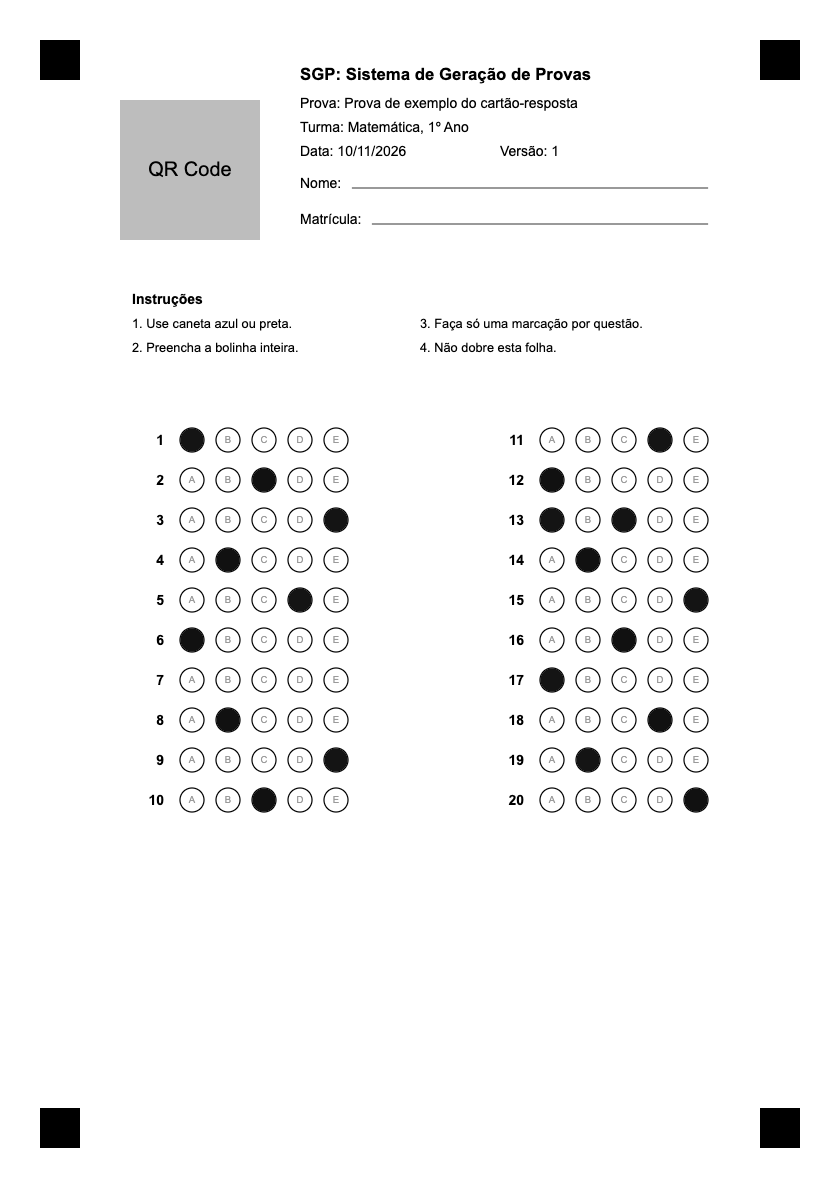 SGP: Sistema de Geração de Provas
Prova: Prova de exemplo do cartão-resposta
Turma: Matemática, 1º Ano
Data: 10/11/2026 Versão: 1
QR Code
Nome:
Matrícula:
Instruções
1. Use caneta azul ou preta.
2. Preencha a bolinha inteira.
3. Faça só uma marcação por questão.
4. Não dobre esta folha.
1 B C D E
2 A B D E
3 A B C D
4 A C D E
5 A B C E
6 B C D E
7 A B C D E
8 A C D E
9 A B C D
10 A B D E
11 A B C E
12 B C D E
13 B D E
14 A C D E
15 A B C D
16 A B D E
17 B C D E
18 A B C E
19 A C D E
20 A B C D